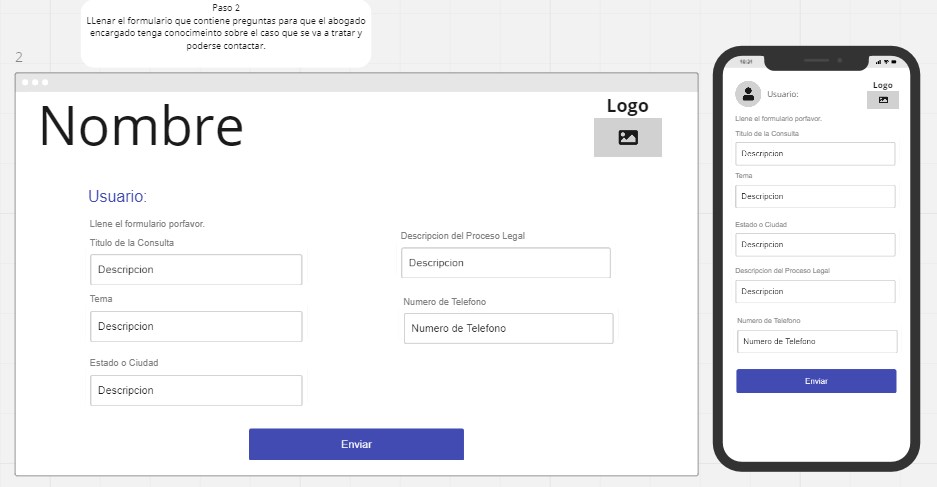 Paso 2
LLenar el formulario que contiene preguntas para que el abogado
encargado tenga conocimeinto sobre el caso que se va a tratar y
poderse contactar.
2
Nombre
Logo
Usuario:
Llene el formulario porfavor.
Titulo de la Consulta
Descripcion
Tema
Descripcion
Estado o Ciudad
Descripcion
Descripcion del Proceso Legal
Descripcion
Numero de Telefono
Numero de Telefono
Enviar
Usuario:
Logo
Llene el formulario porfavor.
Titulo de la Consulta
Descripcion
Tema
Descripcion
Estado o Ciudad
Descripcion
Descripcion del Proceso Legal
Descripcion
Numero de Telefono
Numero de Telefono
Enviar